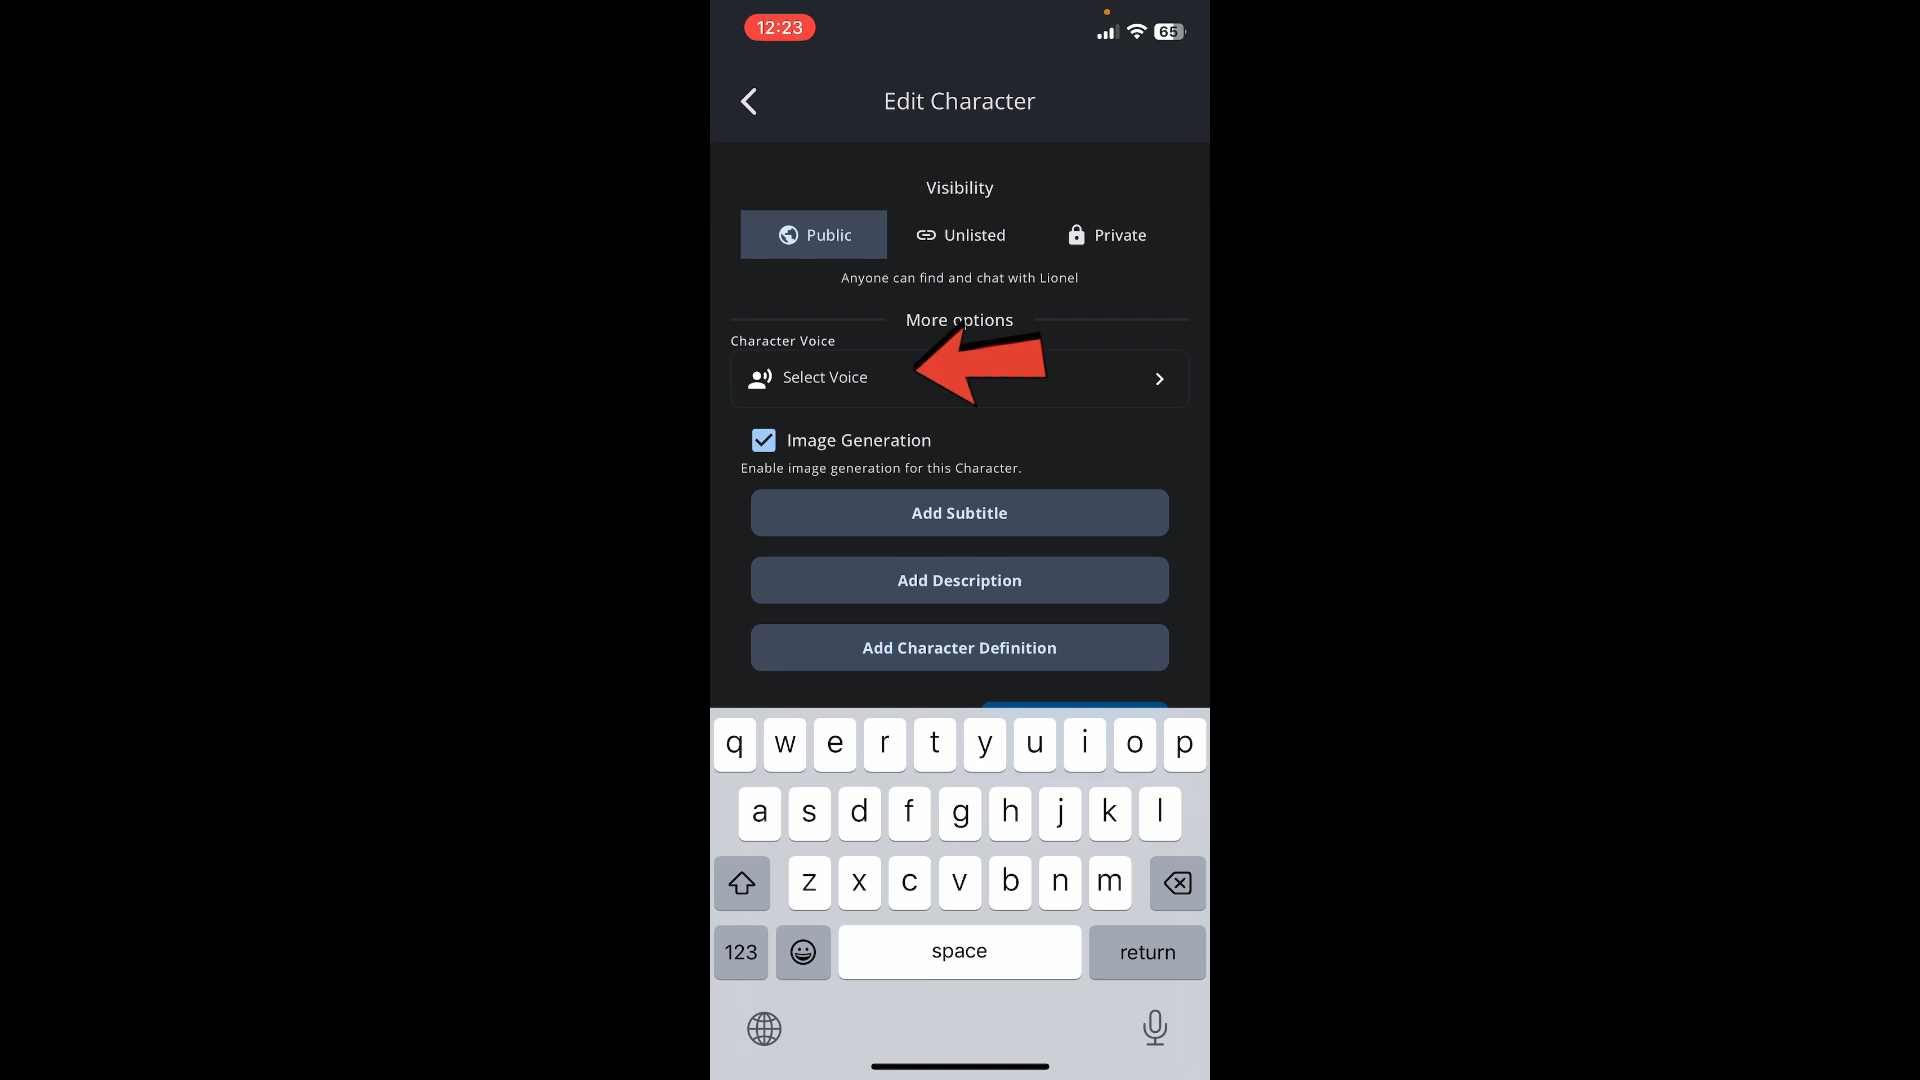 12:23
65
Edit Character
Visibility
Public Unlisted Private
Anyone can find and chat with Lionel
More options
Character Voice
Select Voice
Image Generation
Enable image generation for this Character.
Add Subtitle
Add Description
Add Character Definition
q w e r t y u i o p
a s d f g h j k l
z x c v b n m
123 space return